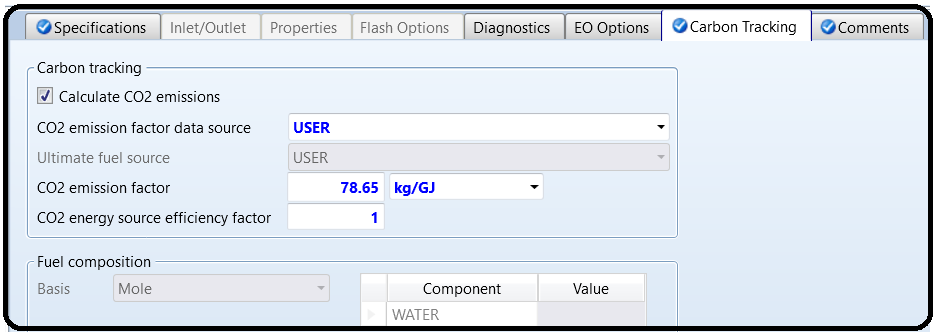 Specifications Inlet/Outlet Properties Flash Options Diagnostics EO Options Carbon Tracking Comments
Carbon tracking
Calculate CO2 emissions
CO2 emission factor data source USER
Ultimate fuel source USER
CO2 emission factor 78.65 kg/GJ
CO2 energy source efficiency factor 1
Fuel composition
Basis Mole Component Value
WATER